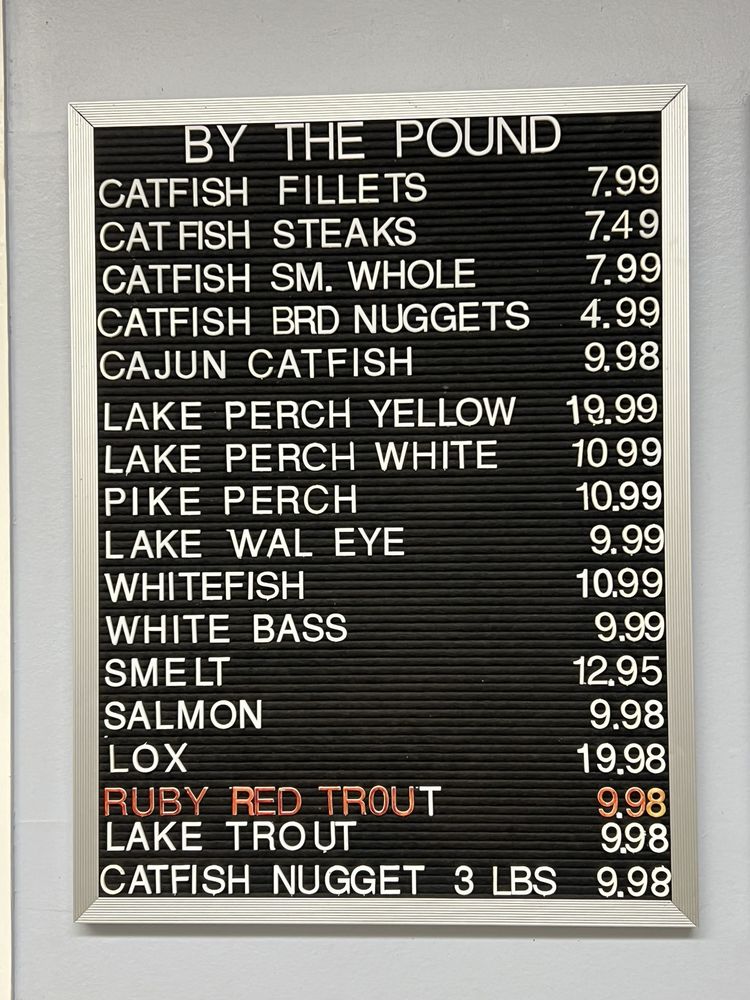 BY THE POUND
CATFISH FILLETS 7.99
CATFISH STEAKS 7.49
CATFISH SM. WHOLE 7.99
CATFISH BRD NUGGETS 4.99
CAJUN CATFISH 9.98
LAKE PERCH YELLOW 19.99
LAKE PERCH WHITE 10 99
PIKE PERCH 10.99
LAKE WAL EYE 9.99
WHITEFISH 10.99
WHITE BASS 9.99
SMELT 12.95
SALMON 9.98
LOX 19.98
RUBY RED TROUT 9.98
LAKE TROUT 9.98
CATFISH NUGGET 3 LBS 9.98